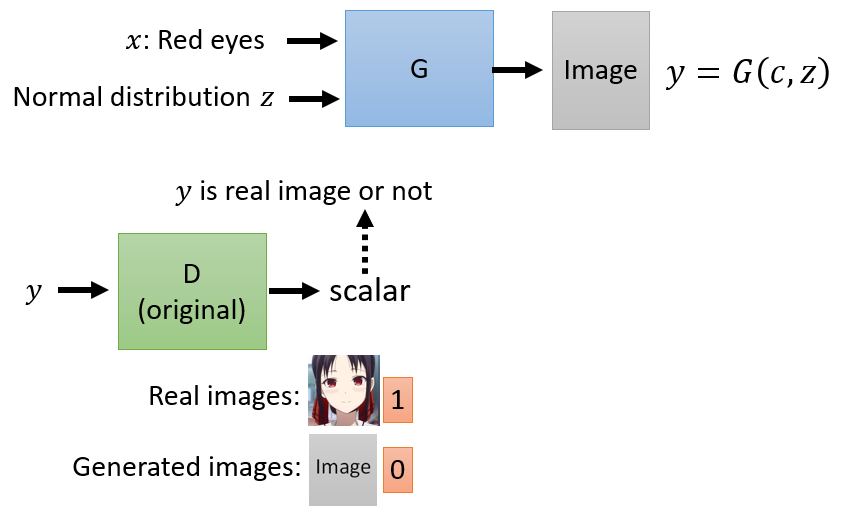 x: Red eyes
G
Image
y = G(c, z)
Normal distribution z
y is real image or not
D
(original)
y
scalar
Real images:
1
Generated images:
Image
0